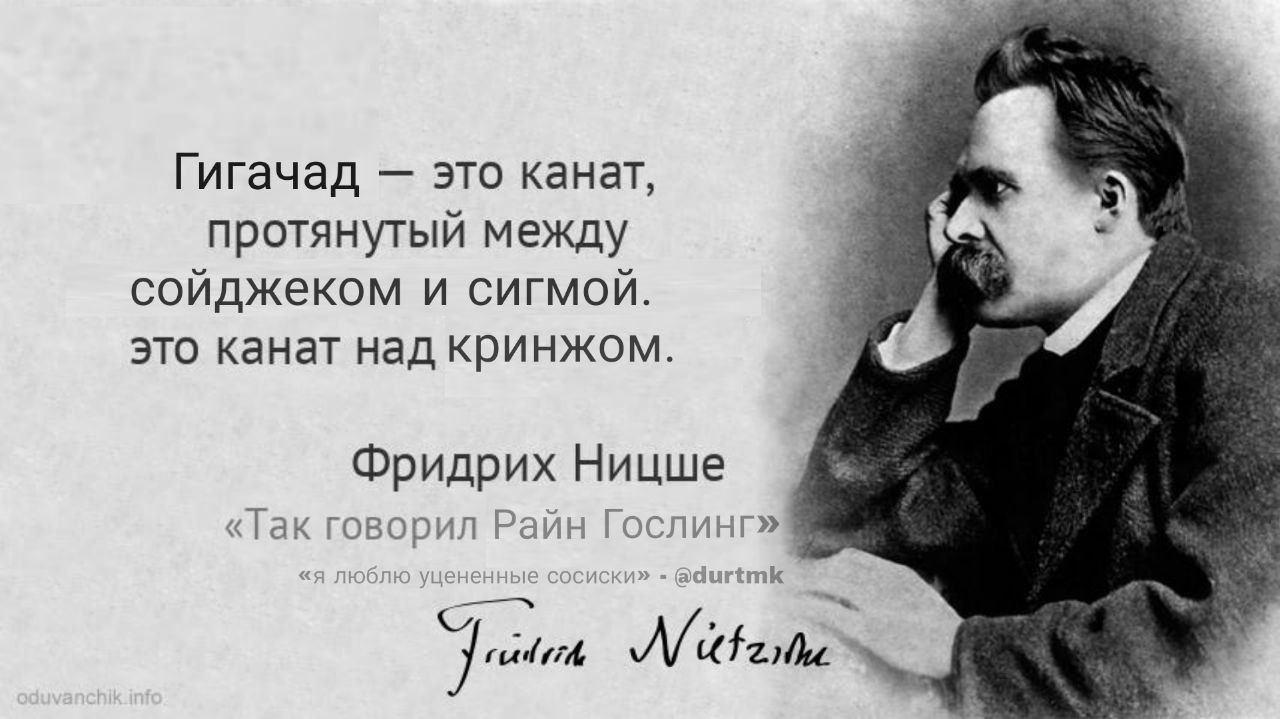 Гигачад — это канат,
протянутый между
сойджеком и сигмой.
это канат над кринжом.
Фридрих Ницше
«Так говорил Райн Гослинг»
«я люблю уцененные сосиски» - @durtmk
Friedrich Nietzsche
oduvanchik.info